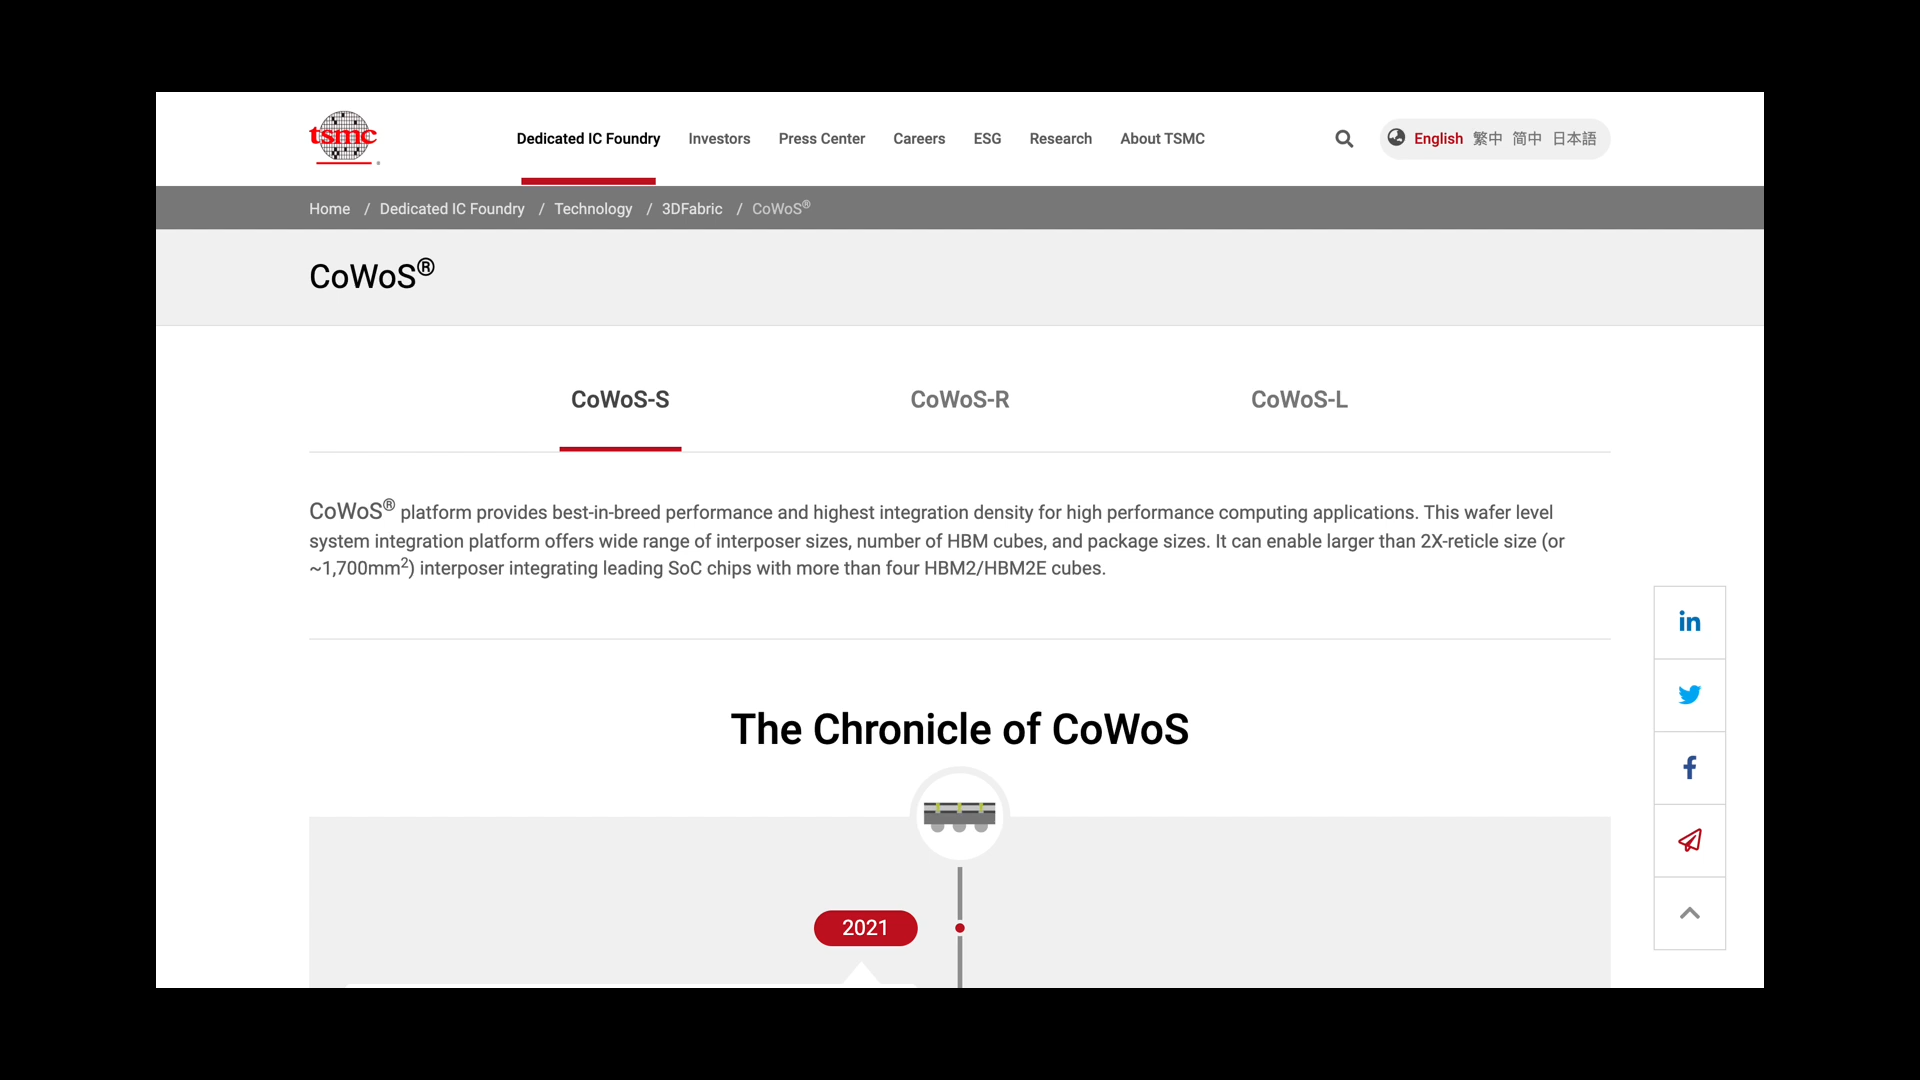 tsmc
Dedicated IC Foundry Investors Press Center Careers ESG Research About TSMC English 繁中 简中 日本語
Home / Dedicated IC Foundry / Technology / 3DFabric / CoWoS®
CoWoS®
CoWoS-S CoWoS-R CoWoS-L
CoWoS® platform provides best-in-breed performance and highest integration density for high performance computing applications. This wafer level
system integration platform offers wide range of interposer sizes, number of HBM cubes, and package sizes. It can enable larger than 2X-reticle size (or
~1,700mm²) interposer integrating leading SoC chips with more than four HBM2/HBM2E cubes.
in
The Chronicle of CoWoS
2021